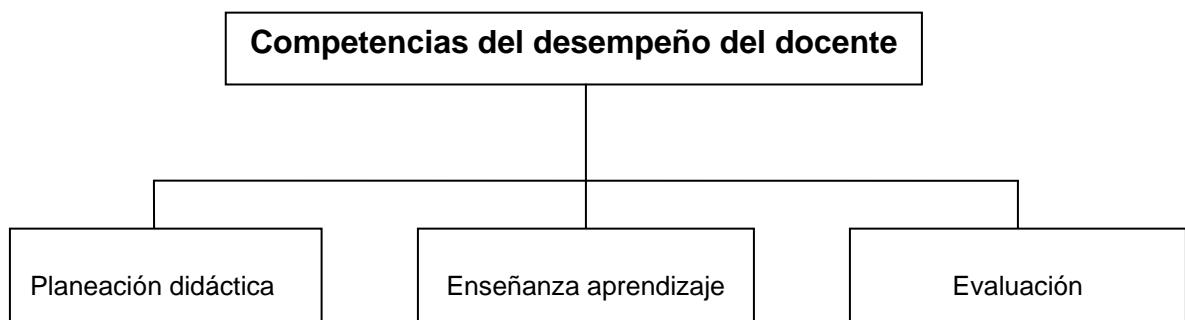 Competencias del desempeño del docente
Planeación didáctica
Enseñanza aprendizaje
Evaluación